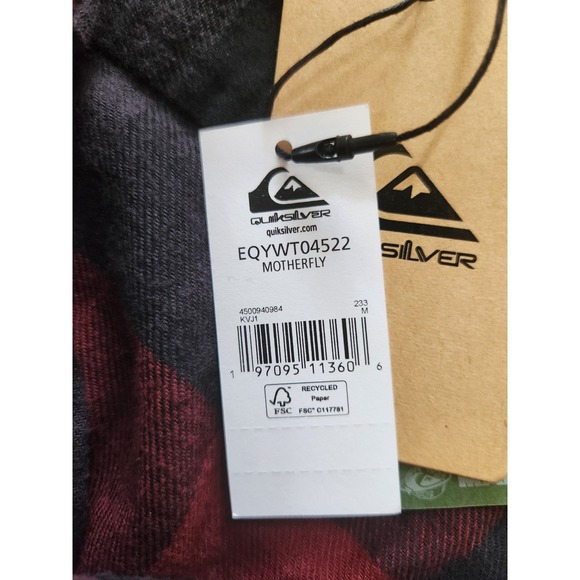 QUIKSILVER
quiksilver.com
EQYWT04522
MOTHERFLY
4500940984 233
KVJ1 M
1 97095 11360 6
FSC
RECYCLED
Paper
FSC® C117781
SILVER